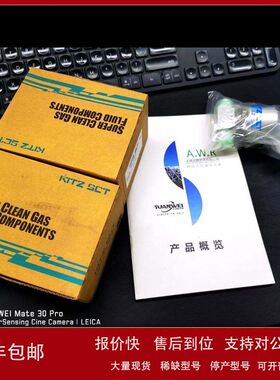 SUPER CLEAN GAS
FLUID COMPONENTS
KITZ SCT
KITZ SCT
CLEAN GAS
COMPONENTS
A.W.R
YUANWEI
产品概览
WEI Mate 30 Pro
rSensing Cine Camera | LEICA
年包邮
报价快 售后到位 支持对公
大量现货 稀缺型号 停产型号 可开